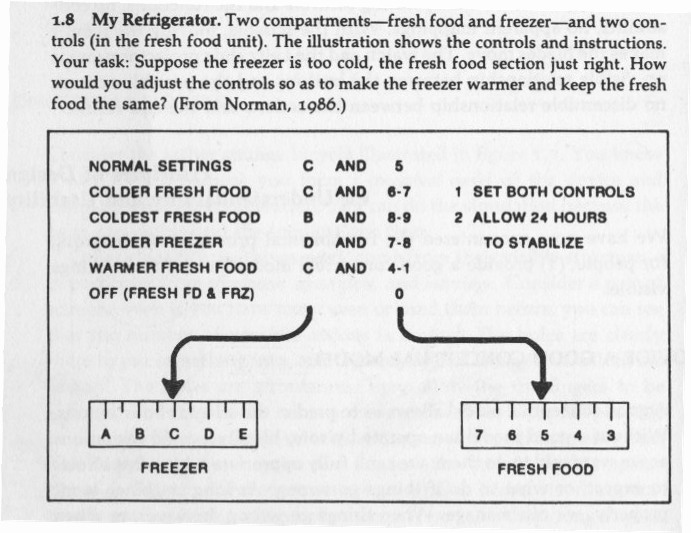 1.8 My Refrigerator. Two compartments—fresh food and freezer—and two con-
trols (in the fresh food unit). The illustration shows the controls and instructions.
Your task: Suppose the freezer is too cold, the fresh food section just right. How
would you adjust the controls so as to make the freezer warmer and keep the fresh
food the same? (From Norman, 1986.)
NORMAL SETTINGS C AND 5
COLDER FRESH FOOD AND 6-7 1 SET BOTH CONTROLS
COLDEST FRESH FOOD B AND 8-9 2 ALLOW 24 HOURS
COLDER FREEZER D AND 7-8 TO STABILIZE
WARMER FRESH FOOD C AND 4-1
OFF (FRESH FD & FRZ) 0
A B C D E 7 6 5 4 3
FREEZER FRESH FOOD